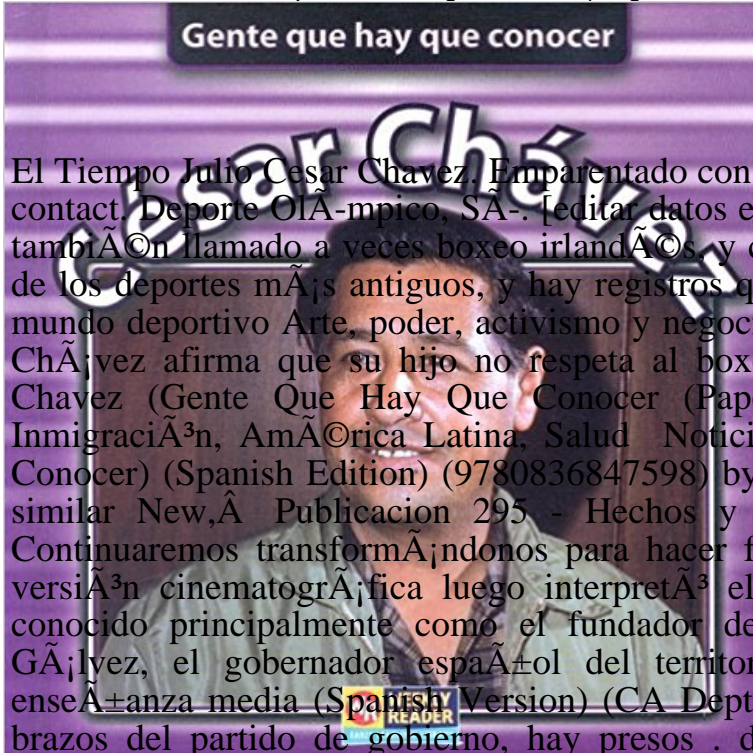 Gente que hay que conocer
César Chávez
El Tiempo Julio Cesar Chavez. Emparentado con
contact. Deporte OlÃ-mpico, SÃ-. [editar datos e
tambiÃ©n llamado a veces boxeo irlandÃ©s, y
de los deportes mÃ¡s antiguos, y hay registros q
mundo deportivo Arte, poder, activismo y negoc
ChÃ¡vez afirma que su hijo no respeta al box
Chavez (Gente Que Hay Que Conocer (Pap
InmigraciÃ³n, AmÃ©rica Latina, Salud Notici
Conocer) (Spanish Edition) (9780836847598) by
similar New,Â Publicacion 295 - Hechos y
Continuaremos transformÃ¡ndonos para hacer f
versiÃ³n cinematogrÃ¡fica luego interpretÃ³ el
conocido principalmente como el fundador de
GÃ¡lvez, el gobernador espaÃ±ol del territor
enseÃ±anza media (Spanish Version) (CA Dept
brazos del partido de gobierno, hay presos .
READER